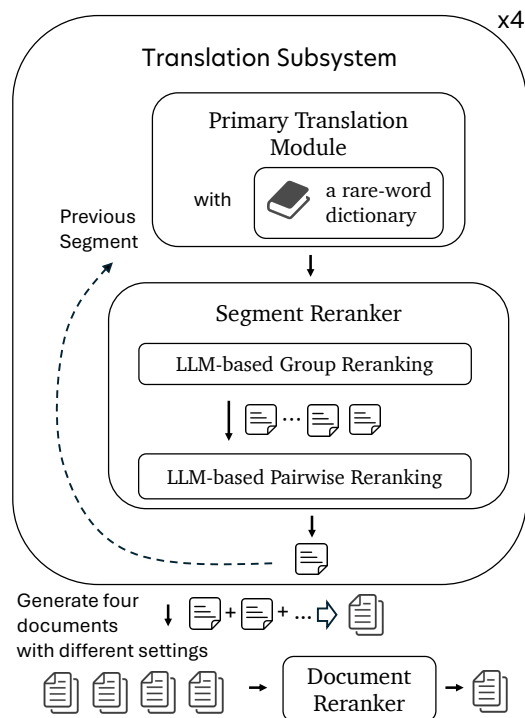 x4
Translation Subsystem
Primary Translation
Module
with
a rare-word
dictionary
Previous
Segment
Segment Reranker
LLM-based Group Reranking
...
LLM-based Pairwise Reranking
Generate four
documents
with different settings
+ + ...
Document
Reranker